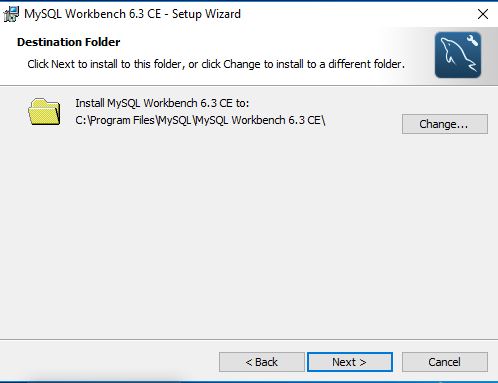 MySQL Workbench 6.3 CE - Setup Wizard
Destination Folder
Click Next to install to this folder, or click Change to install to a different folder.
Install MySQL Workbench 6.3 CE to:
C:\Program Files\MySQL\MySQL Workbench 6.3 CE\
Change...
< Back
Next >
Cancel